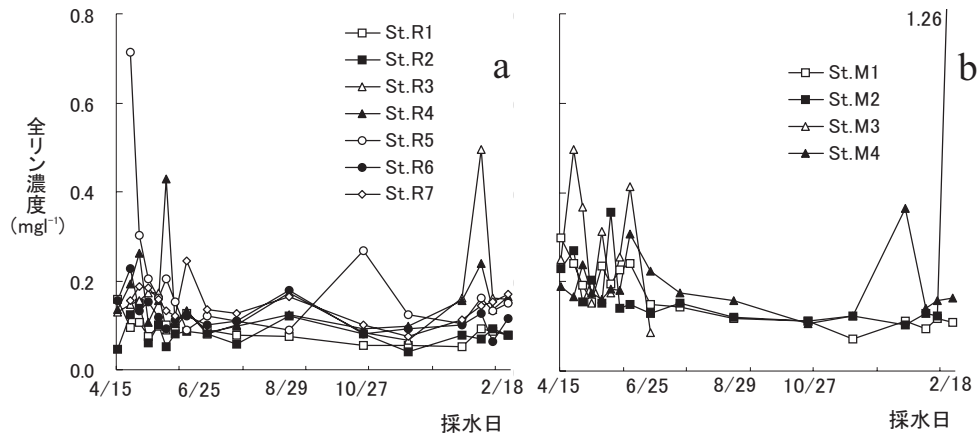 全リン濃度
(mgl⁻¹)
0.8
0.6
0.4
0.2
0.0
4/15
6/25
8/29
10/27
2/18
採水日
St.R1
St.R2
St.R3
St.R4
St.R5
St.R6
St.R7
a
1.26
b
St.M1
St.M2
St.M3
St.M4
4/15
6/25
8/29
10/27
2/18
採水日